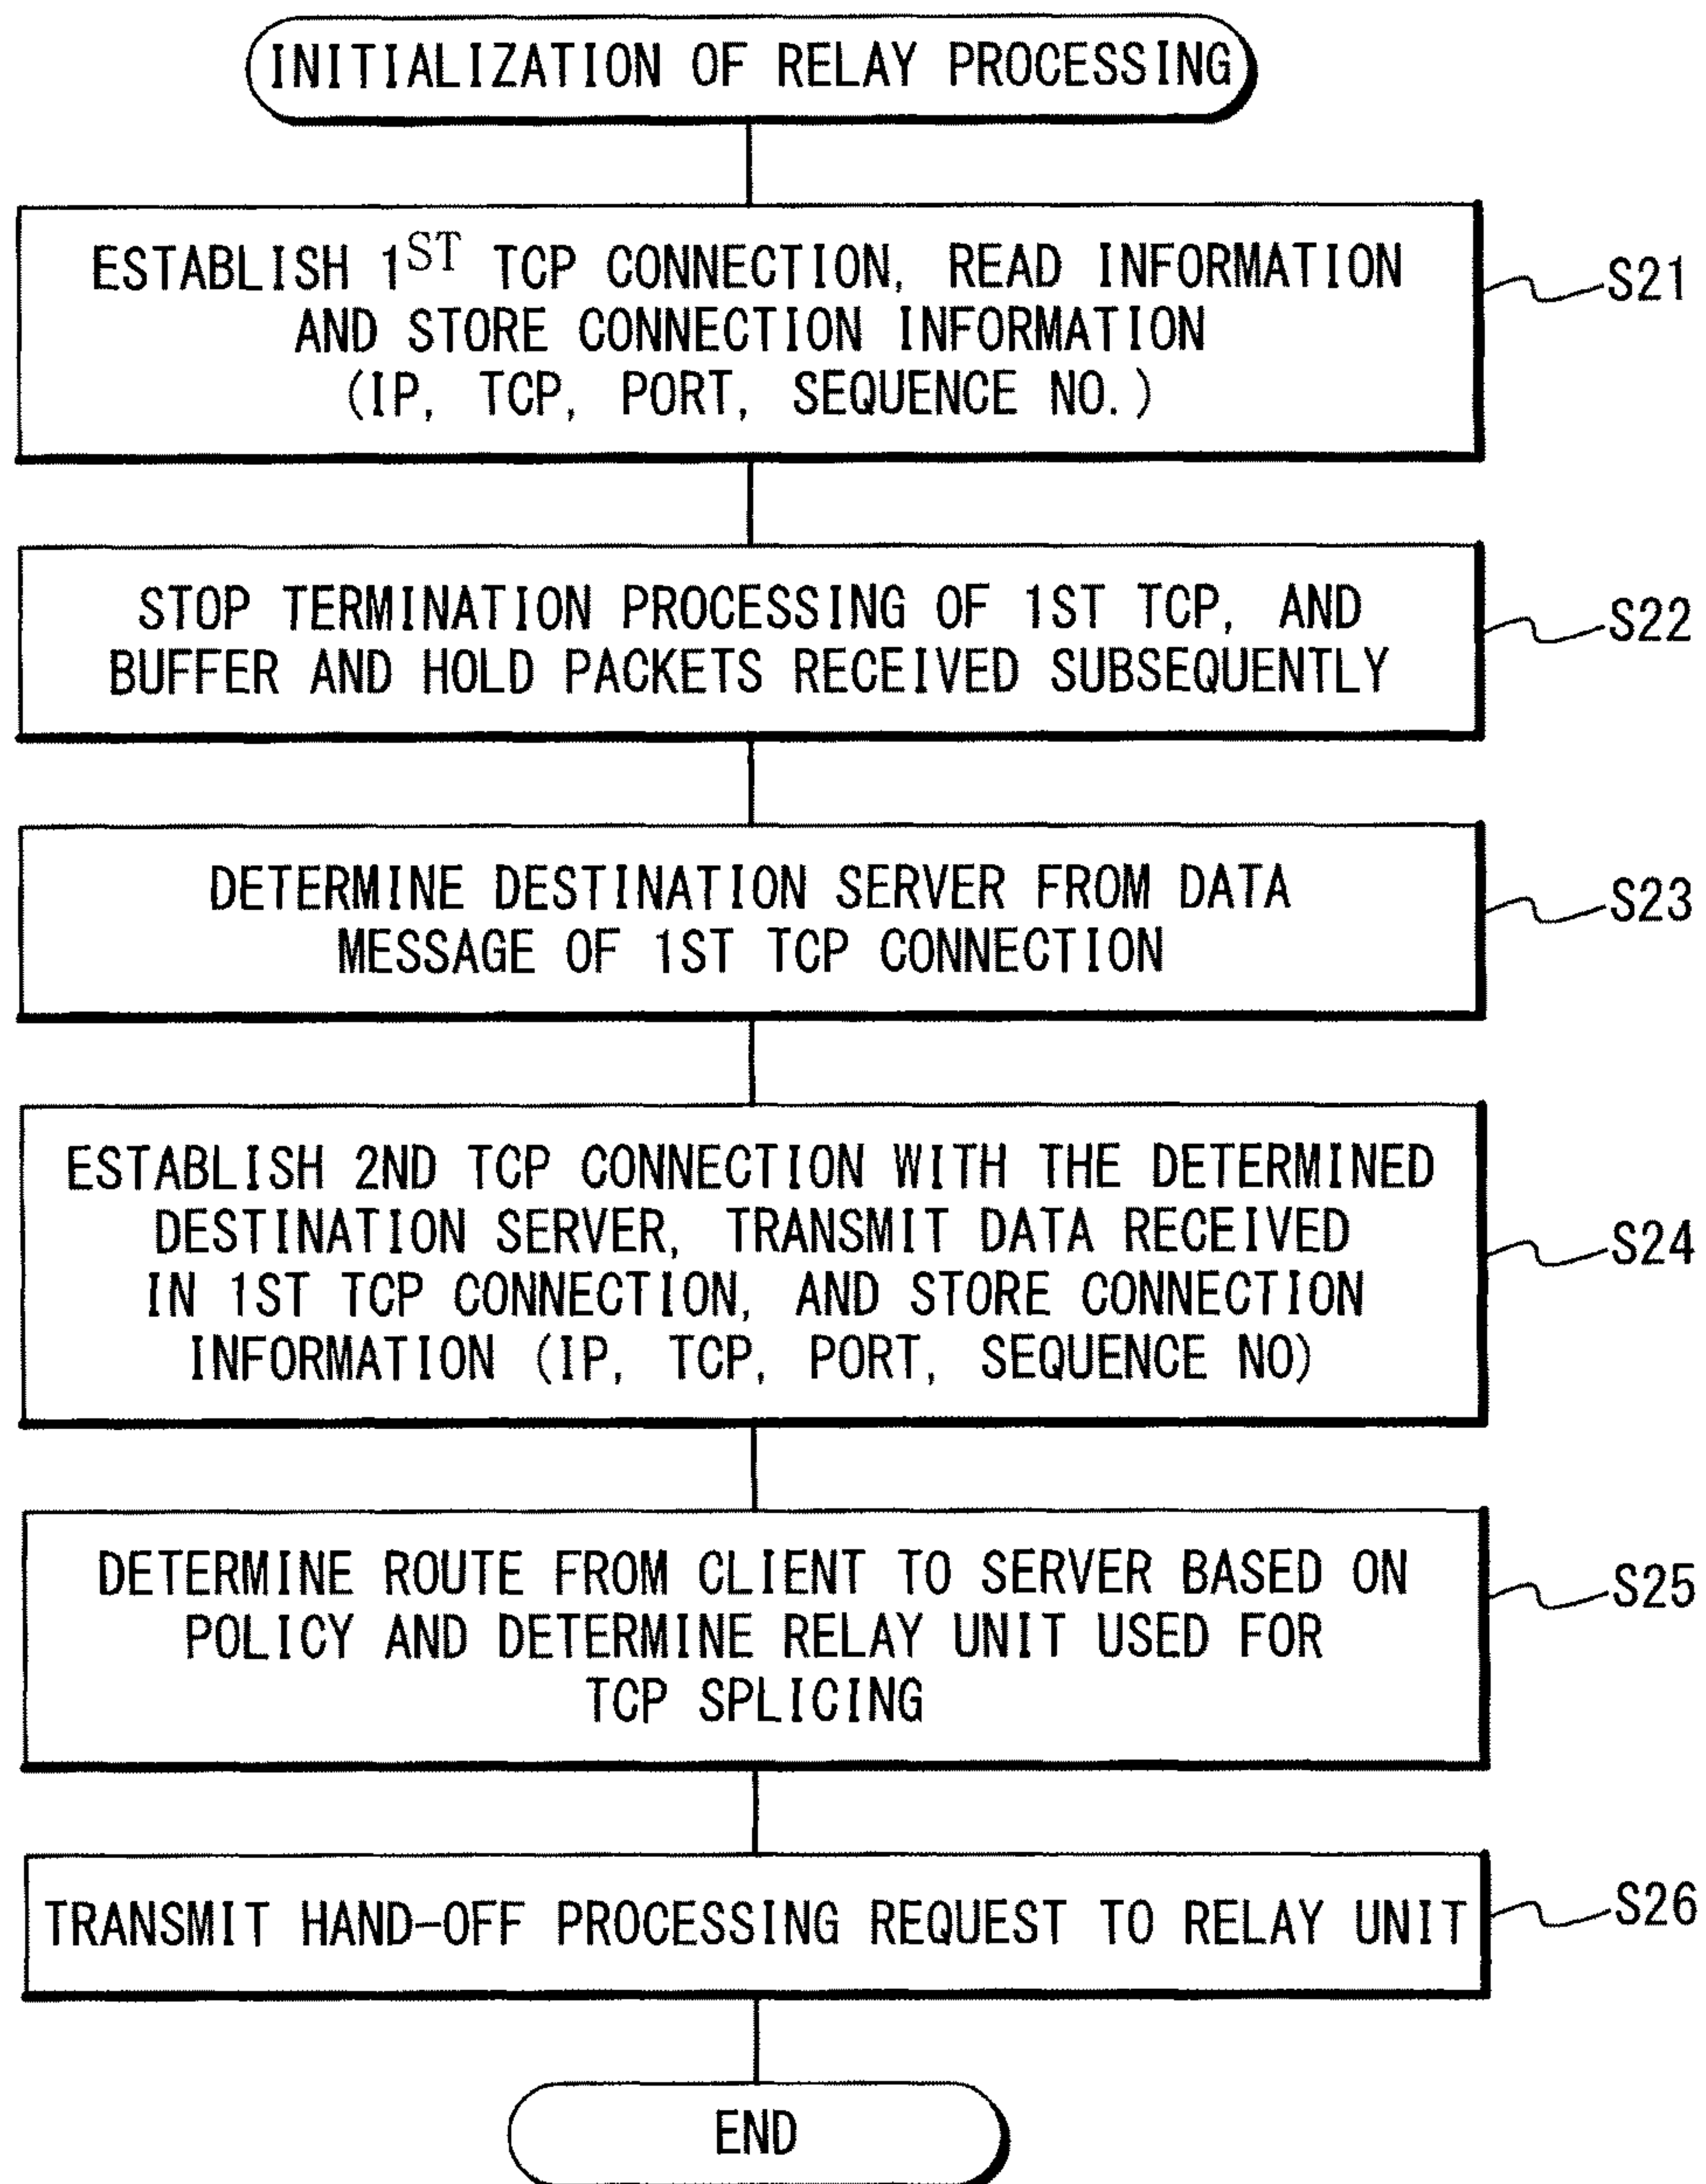 INITIALIZATION OF RELAY PROCESSING
ESTABLISH 1ST TCP CONNECTION, READ INFORMATION
AND STORE CONNECTION INFORMATION
(IP, TCP, PORT, SEQUENCE NO.)
S21
STOP TERMINATION PROCESSING OF 1ST TCP, AND
BUFFER AND HOLD PACKETS RECEIVED SUBSEQUENTLY
S22
DETERMINE DESTINATION SERVER FROM DATA
MESSAGE OF 1ST TCP CONNECTION
S23
ESTABLISH 2ND TCP CONNECTION WITH THE DETERMINED
DESTINATION SERVER, TRANSMIT DATA RECEIVED
IN 1ST TCP CONNECTION, AND STORE CONNECTION
INFORMATION (IP, TCP, PORT, SEQUENCE NO)
S24
DETERMINE ROUTE FROM CLIENT TO SERVER BASED ON
POLICY AND DETERMINE RELAY UNIT USED FOR
TCP SPLICING
S25
TRANSMIT HAND-OFF PROCESSING REQUEST TO RELAY UNIT
S26
END